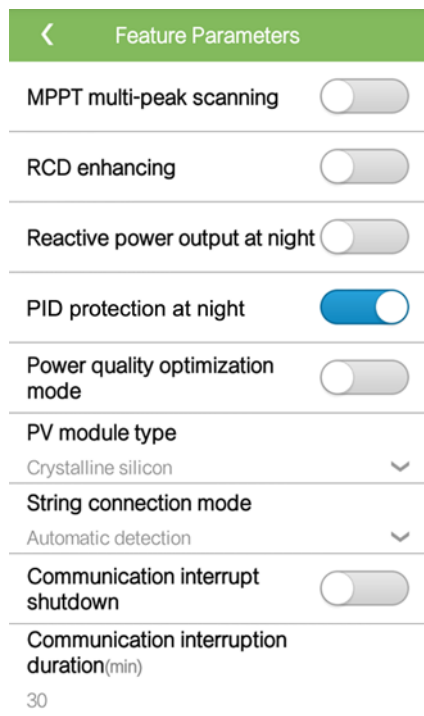 Feature Parameters
MPPT multi-peak scanning
RCD enhancing
Reactive power output at night
PID protection at night
Power quality optimization
mode
PV module type
Crystalline silicon
String connection mode
Automatic detection
Communication interrupt
shutdown
Communication interruption
duration(min)
30